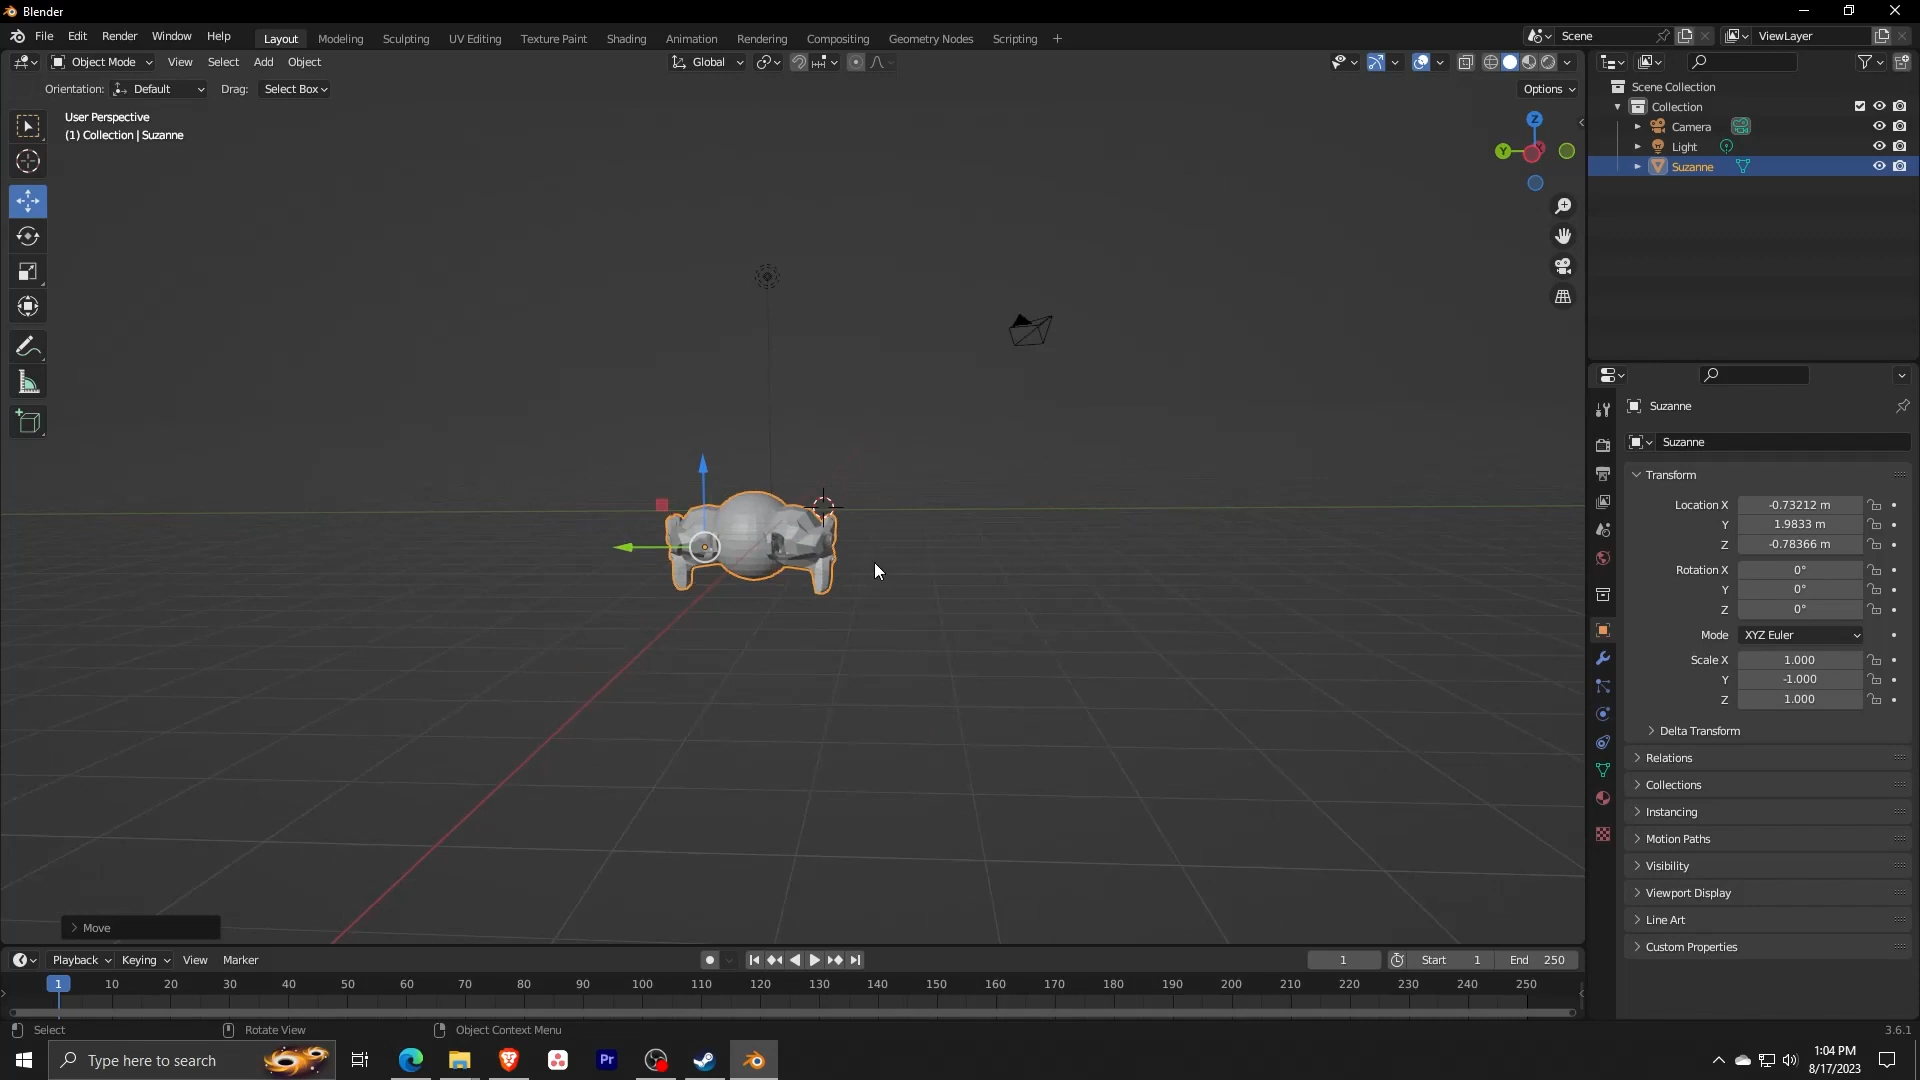 Blender
File Edit Render Window Help
Layout Modeling Sculpting UV Editing Texture Paint Shading Animation Rendering Compositing Geometry Nodes Scripting +
Scene
ViewLayer
Object Mode View Select Add Object
Global
Orientation: Default Drag: Select Box
Options
User Perspective
(1) Collection | Suzanne
Z
Y
X
Scene Collection
Collection
Camera
Light
Suzanne
Suzanne
Suzanne
Transform
Location X -0.73212 m
Y 1.9833 m
Z -0.78366 m
Rotation X 0°
Y 0°
Z 0°
Mode XYZ Euler
Scale X 1.000
Y -1.000
Z 1.000
Delta Transform
Relations
Collections
Instancing
Motion Paths
Visibility
Viewport Display
Line Art
Custom Properties
Move
Playback Keying View Marker
1
Start 1
End 250
1 10 20 30 40 50 60 70 80 90 100 110 120 130 140 150 160 170 180 190 200 210 220 230 240 250
Select
Rotate View
Object Context Menu
3.6.1
Type here to search
Pr
1:04 PM
8/17/2023